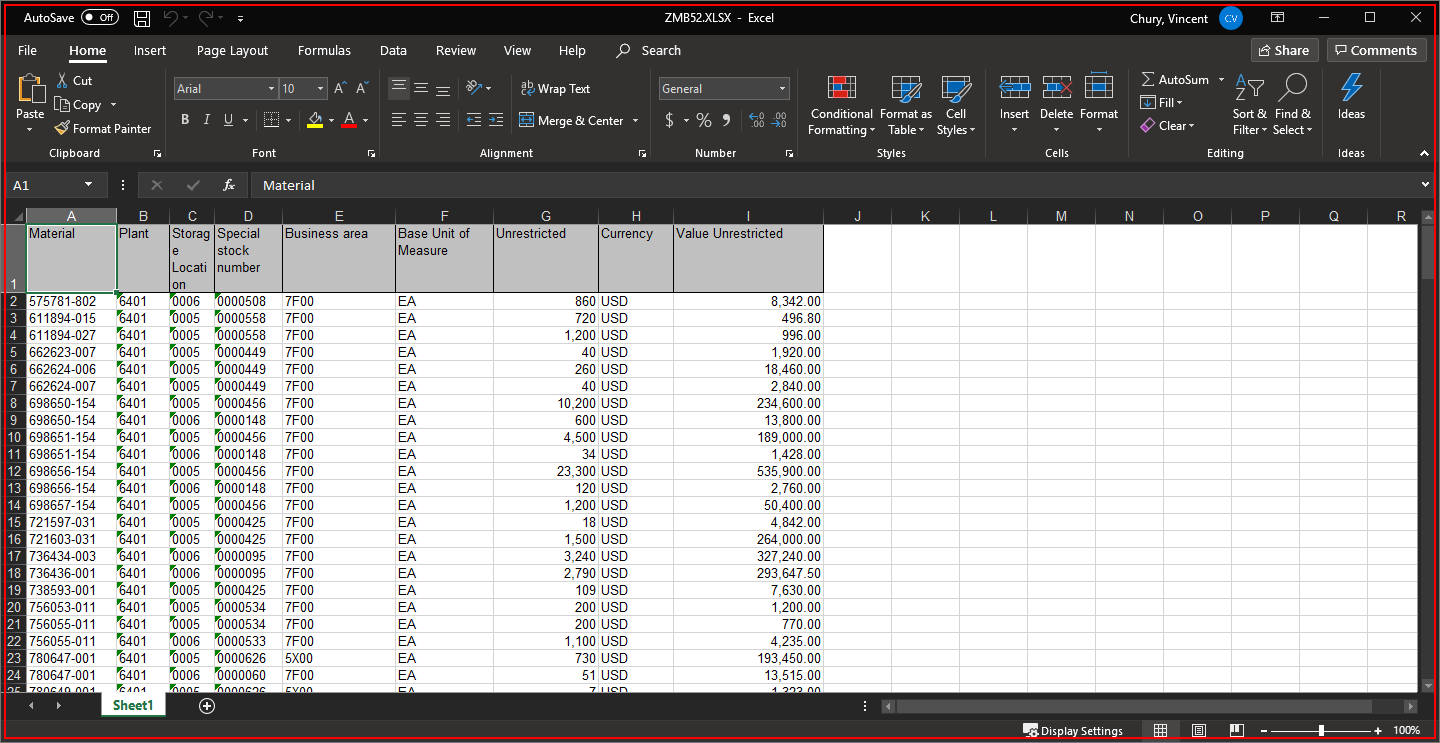 AutoSave Off ZMB52.XLSX - Excel Chury, Vincent CV
File Home Insert Page Layout Formulas Data Review View Help Search Share Comments
Paste
Cut
Copy
Format Painter
Clipboard
Arial 10 A A
B I U A
Font
ab Wrap Text
Merge & Center
Alignment
General
$ % 9 .00 .00
Number
Conditional Formatting
Format as Table
Cell Styles
Styles
Insert Delete Format
Cells
AutoSum
Fill
Clear
Sort & Filter
Find & Select
Editing
Ideas
Ideas
A1 fx Material
A B C D E F G H I J K L M N O P Q R
1 Material Plant Storage Location Special stock number Business area Base Unit of Measure Unrestricted Currency Value Unrestricted
2 575781-802 6401 0006 0000508 7F00 EA 860 USD 8,342.00
3 611894-015 6401 0005 0000558 7F00 EA 720 USD 496.80
4 611894-027 6401 0005 0000558 7F00 EA 1,200 USD 996.00
5 662623-007 6401 0005 0000449 7F00 EA 40 USD 1,920.00
6 662624-006 6401 0005 0000449 7F00 EA 260 USD 18,460.00
7 662624-007 6401 0005 0000449 7F00 EA 40 USD 2,840.00
8 698650-154 6401 0005 0000456 7F00 EA 10,200 USD 234,600.00
9 698650-154 6401 0006 0000148 7F00 EA 600 USD 13,800.00
10 698651-154 6401 0005 0000456 7F00 EA 4,500 USD 189,000.00
11 698651-154 6401 0006 0000148 7F00 EA 34 USD 1,428.00
12 698656-154 6401 0005 0000456 7F00 EA 23,300 USD 535,900.00
13 698656-154 6401 0006 0000148 7F00 EA 120 USD 2,760.00
14 698657-154 6401 0005 0000456 7F00 EA 1,200 USD 50,400.00
15 721597-031 6401 0005 0000425 7F00 EA 18 USD 4,842.00
16 721603-031 6401 0005 0000425 7F00 EA 1,500 USD 264,000.00
17 736434-003 6401 0006 0000095 7F00 EA 3,240 USD 327,240.00
18 736436-001 6401 0006 0000095 7F00 EA 2,790 USD 293,647.50
19 738593-001 6401 0005 0000425 7F00 EA 109 USD 7,630.00
20 756053-011 6401 0005 0000534 7F00 EA 200 USD 1,200.00
21 756055-011 6401 0005 0000534 7F00 EA 200 USD 770.00
22 756055-011 6401 0006 0000533 7F00 EA 1,100 USD 4,235.00
23 780647-001 6401 0005 0000626 5X00 EA 730 USD 193,450.00
24 780647-001 6401 0006 0000060 7F00 EA 51 USD 13,515.00
25 780649-001 6401 0005 0000626 5X00 EA 7 USD 1,323.00
Sheet1
Display Settings 100%